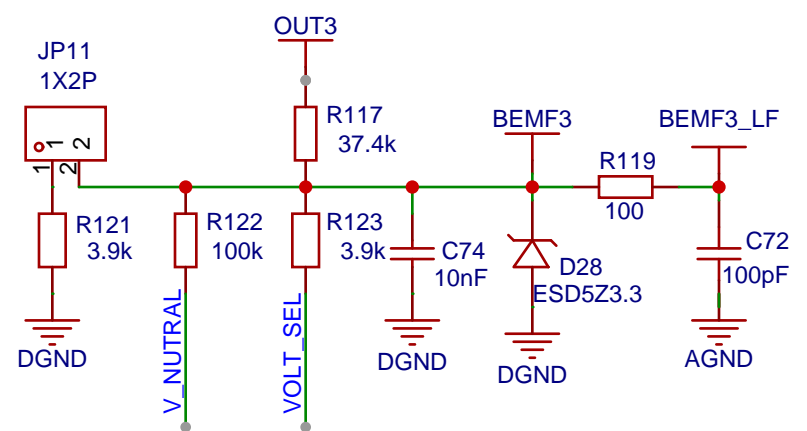 OUT3
JP11
1X2P
1
2
1
2
R117
37.4k
BEMF3
BEMF3_LF
R119
100
R121
3.9k
R122
100k
R123
3.9k
C74
10nF
D28
ESD5Z3.3
C72
100pF
V_NUTRAL
VOLT_SEL
DGND
DGND
DGND
AGND